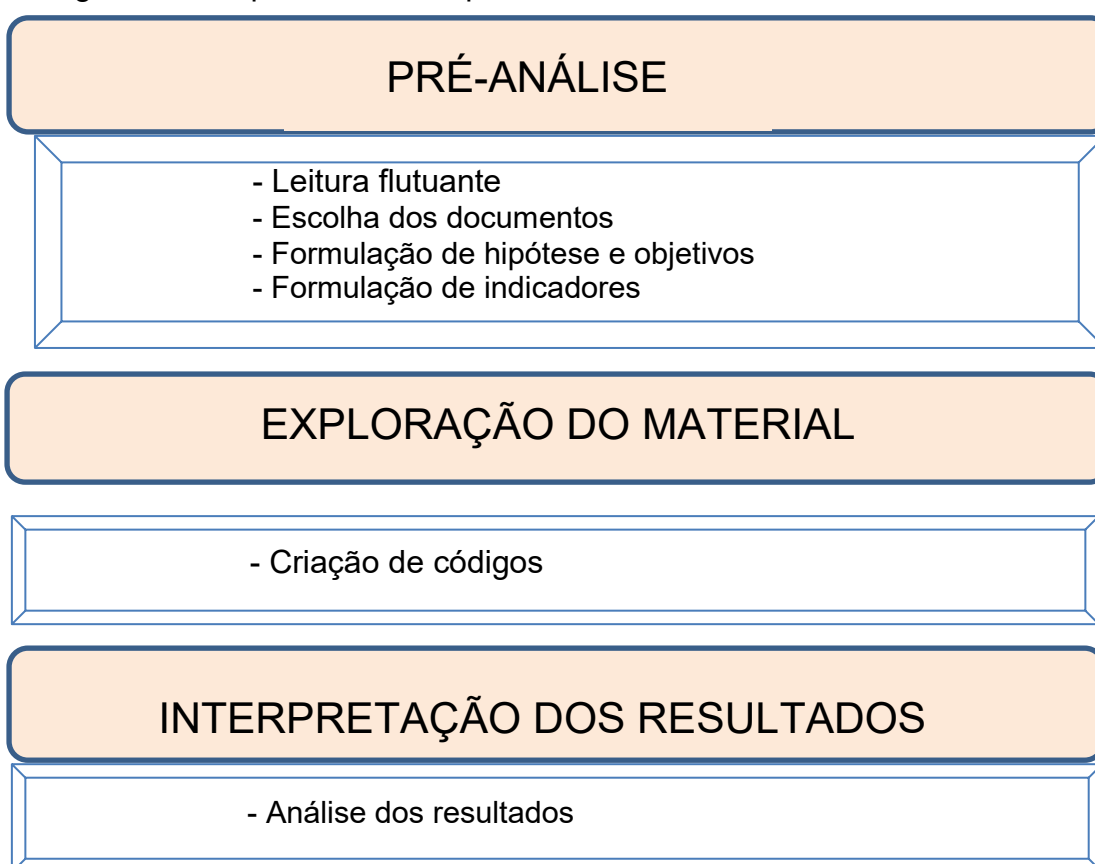 PRÉ-ANÁLISE
- Leitura flutuante
- Escolha dos documentos
- Formulação de hipótese e objetivos
- Formulação de indicadores
EXPLORAÇÃO DO MATERIAL
- Criação de códigos
INTERPRETAÇÃO DOS RESULTADOS
- Análise dos resultados